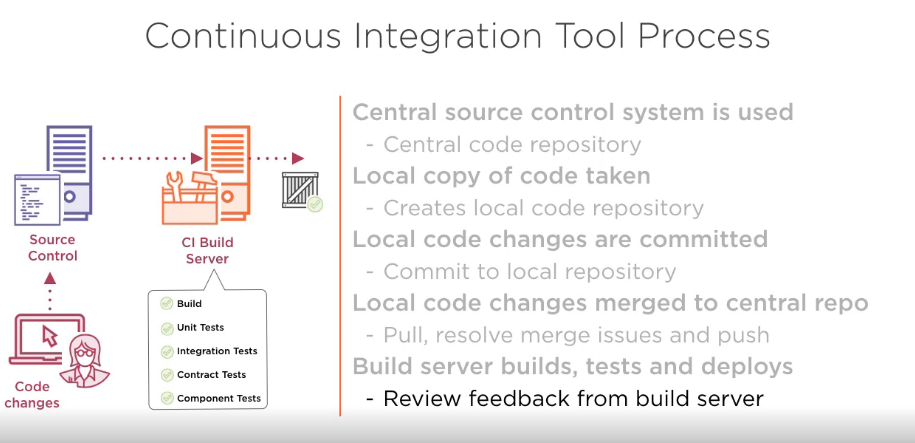 Continuous Integration Tool Process
Source
Control
CI Build
Server
Build
Unit Tests
Integration Tests
Contract Tests
Component Tests
Code
changes
Central source control system is used
- Central code repository
Local copy of code taken
- Creates local code repository
Local code changes are committed
- Commit to local repository
Local code changes merged to central repo
- Pull, resolve merge issues and push
Build server builds, tests and deploys
- Review feedback from build server